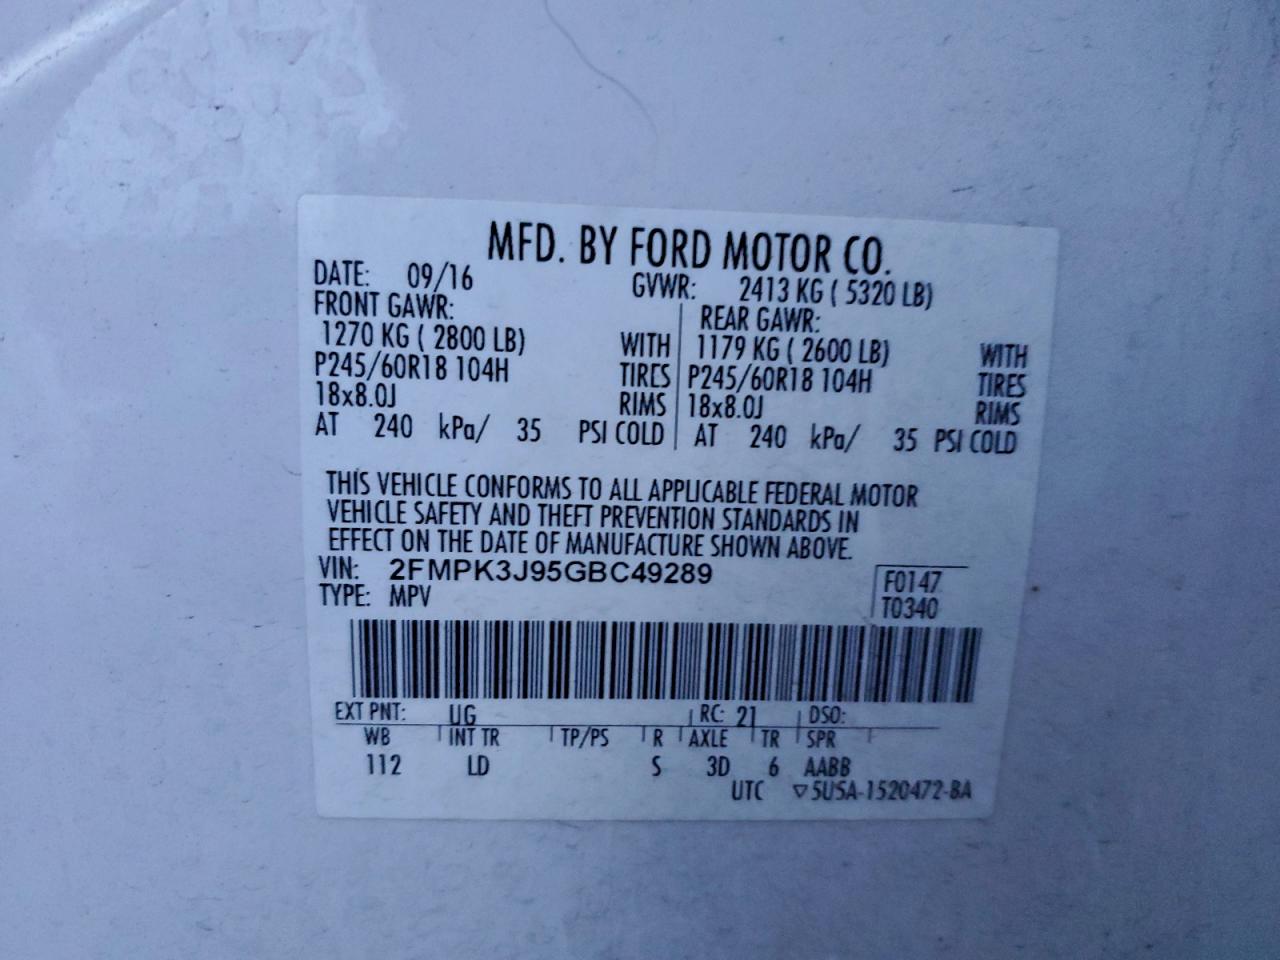 MFD. BY FORD MOTOR CO.
DATE: 09/16 GVWR: 2413 KG ( 5320 LB)
FRONT GAWR: REAR GAWR:
1270 KG ( 2800 LB) WITH 1179 KG ( 2600 LB) WITH
P245/60R18 104H TIRES P245/60R18 104H TIRES
18x8.0J RIMS 18x8.0J RIMS
AT 240 kPa/ 35 PSI COLD AT 240 kPa/ 35 PSI COLD
THIS VEHICLE CONFORMS TO ALL APPLICABLE FEDERAL MOTOR
VEHICLE SAFETY AND THEFT PREVENTION STANDARDS IN
EFFECT ON THE DATE OF MANUFACTURE SHOWN ABOVE.
VIN: 2FMPK3J95GBC49289 F0147
TYPE: MPV T0340
EXT PNT: UG RC: 21 DSO:
WB INT TR TP/PS R AXLE TR SPR
112 LD S 3D 6 AABB
UTC ▽5U5A-1520472-BA